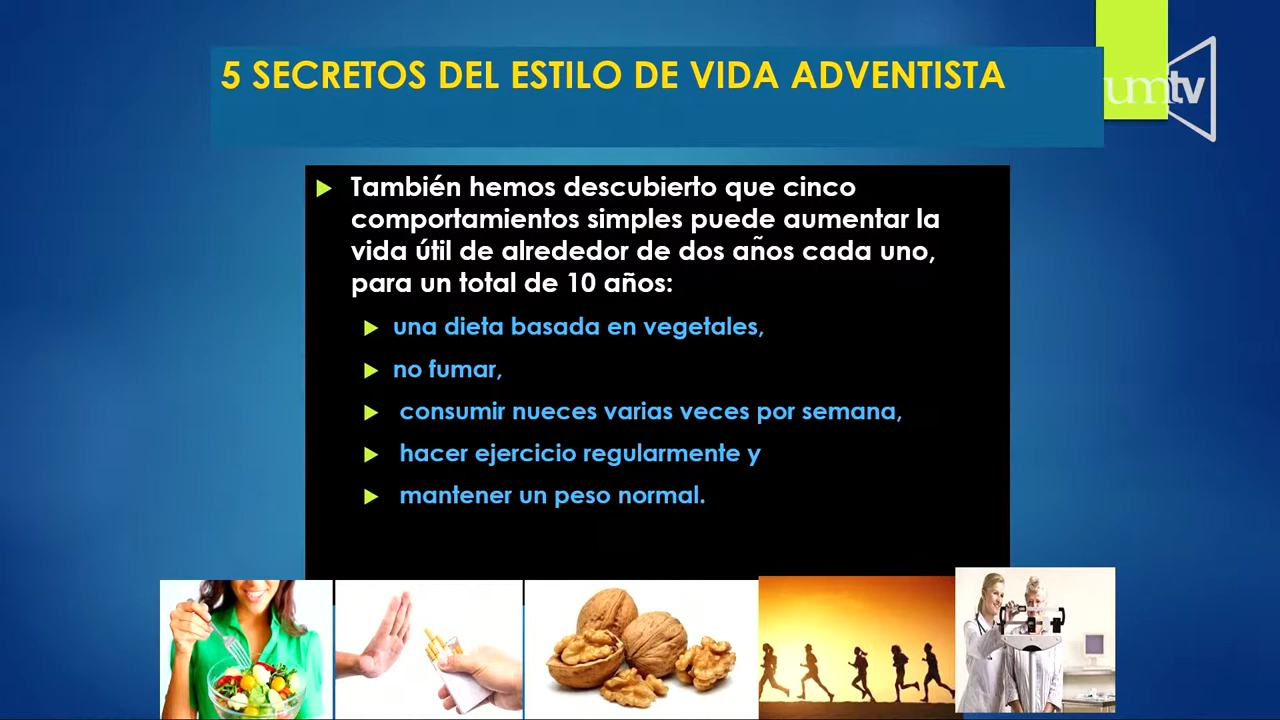 5 SECRETOS DEL ESTILO DE VIDA ADVENTISTA
umtv
También hemos descubierto que cinco
comportamientos simples puede aumentar la
vida útil de alrededor de dos años cada uno,
para un total de 10 años:
una dieta basada en vegetales,
no fumar,
consumir nueces varias veces por semana,
hacer ejercicio regularmente y
mantener un peso normal.